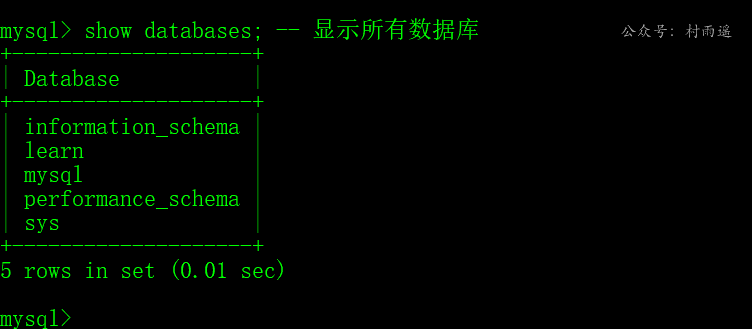 mysql> show databases; -- 显示所有数据库
公众号: 村雨遥
+--------------------+
| Database           |
+--------------------+
| information_schema |
| learn              |
| mysql              |
| performance_schema |
| sys                |
+--------------------+
5 rows in set (0.01 sec)
mysql>